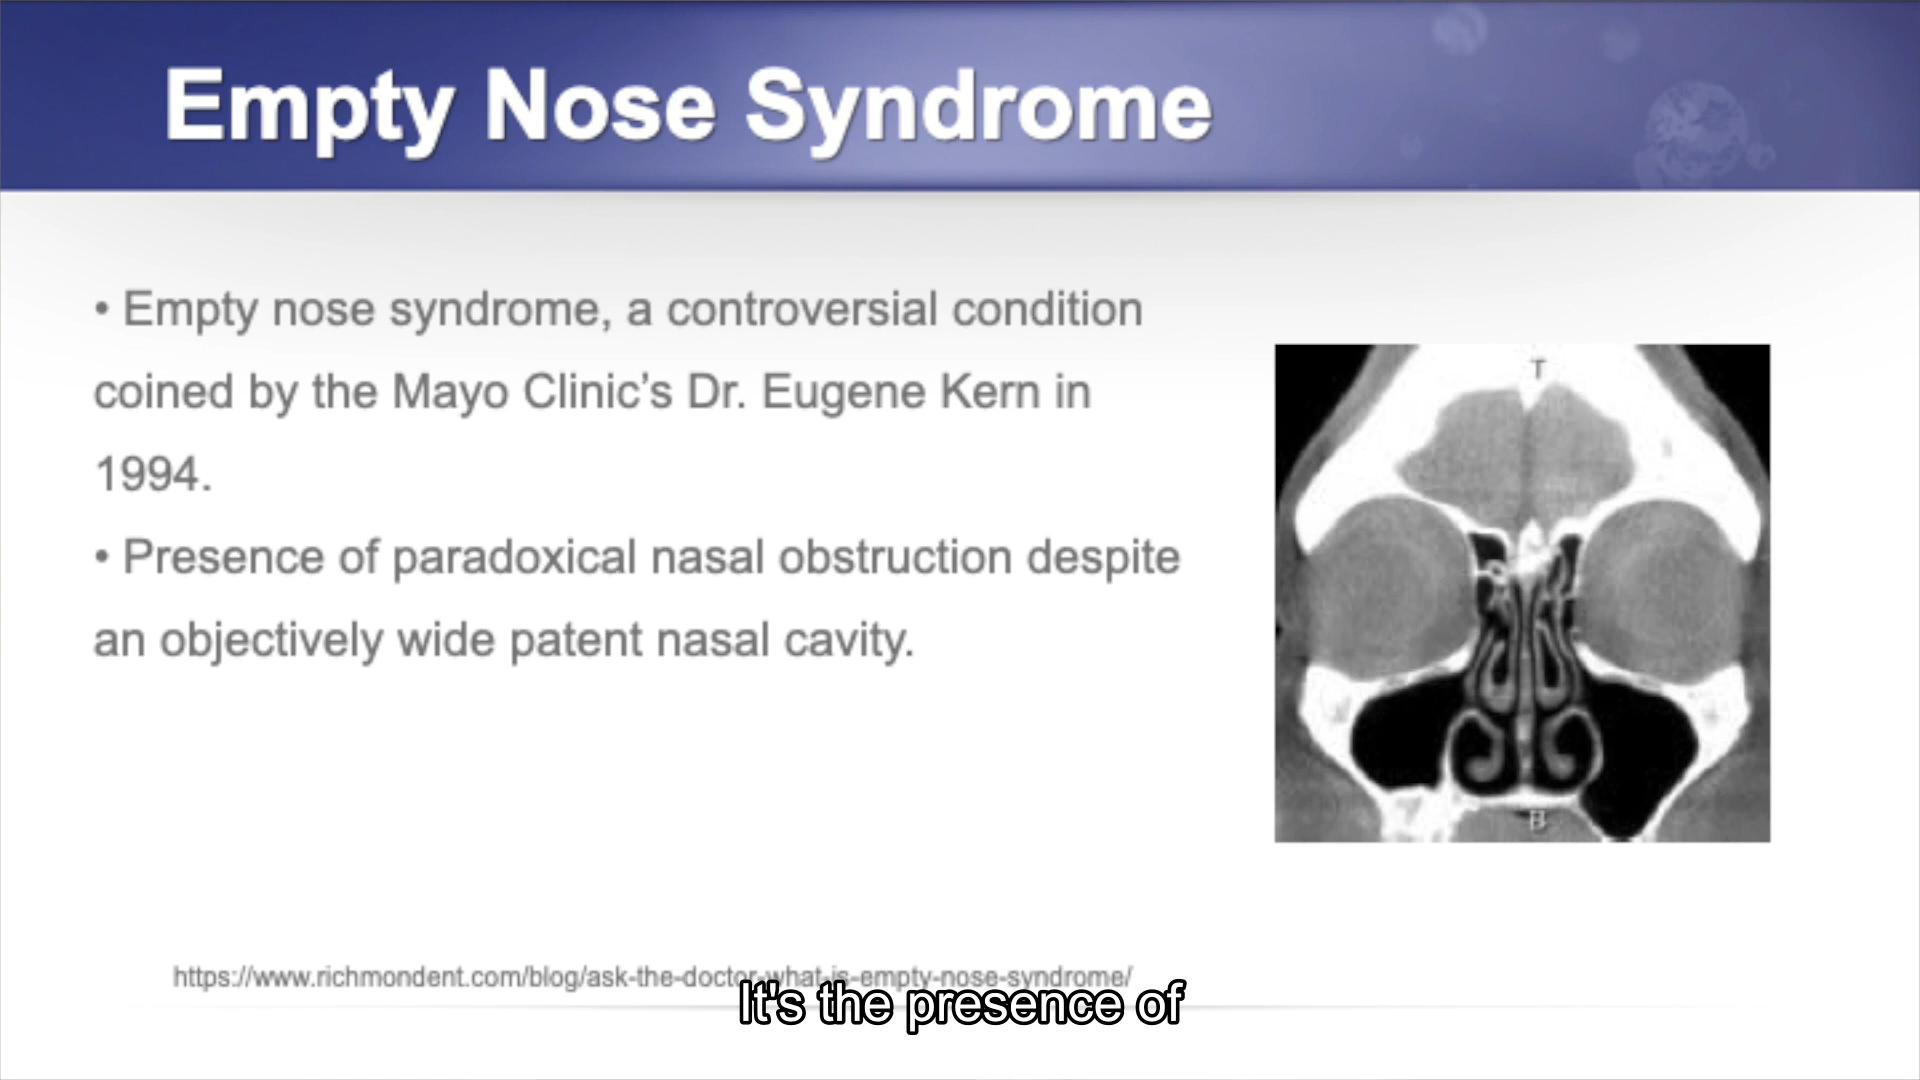 Empty Nose Syndrome
• Empty nose syndrome, a controversial condition
coined by the Mayo Clinic’s Dr. Eugene Kern in
1994.
• Presence of paradoxical nasal obstruction despite
an objectively wide patent nasal cavity.
T
B
https://www.richmondent.com/blog/ask-the-doctor-what-is-empty-nose-syndrome/
It's the presence of